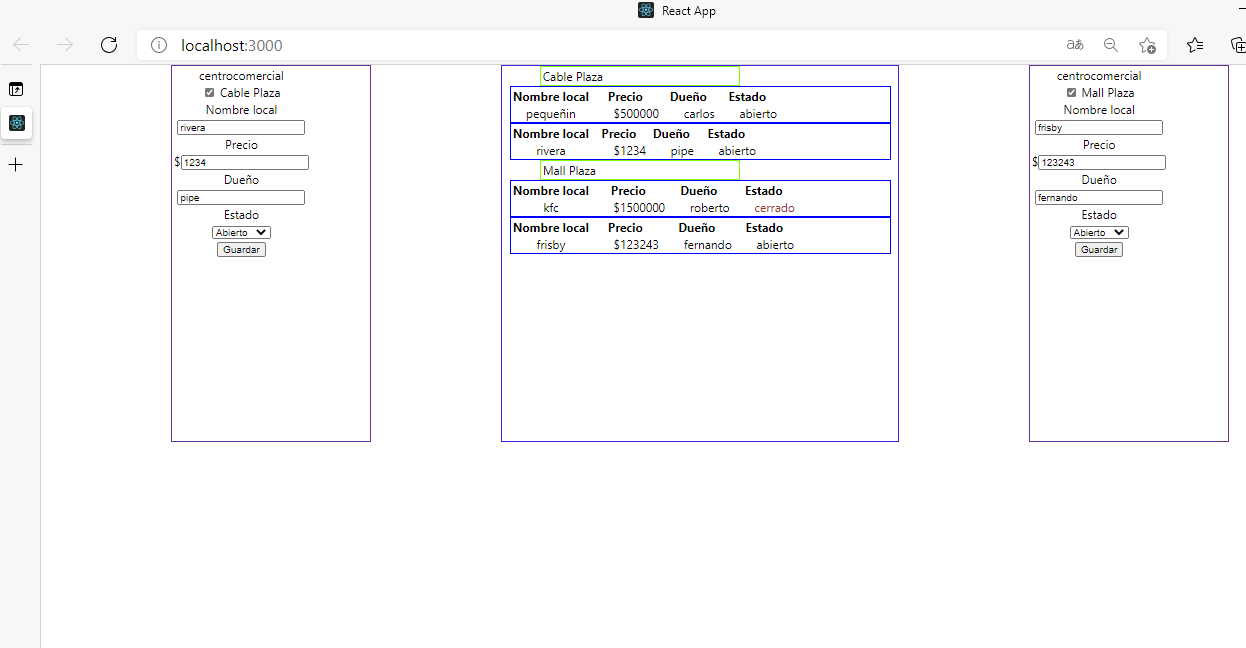 React App
localhost:3000
aあ
centrocomercial
Cable Plaza
Nombre local
rivera
Precio
$ 1234
Dueño
pipe
Estado
Abierto
Guardar
Cable Plaza
Nombre local Precio Dueño Estado
pequeñin $500000 carlos abierto
Nombre local Precio Dueño Estado
rivera $1234 pipe abierto
Mall Plaza
Nombre local Precio Dueño Estado
kfc $1500000 roberto cerrado
Nombre local Precio Dueño Estado
frisby $123243 fernando abierto
centrocomercial
Mall Plaza
Nombre local
frisby
Precio
$ 123243
Dueño
fernando
Estado
Abierto
Guardar